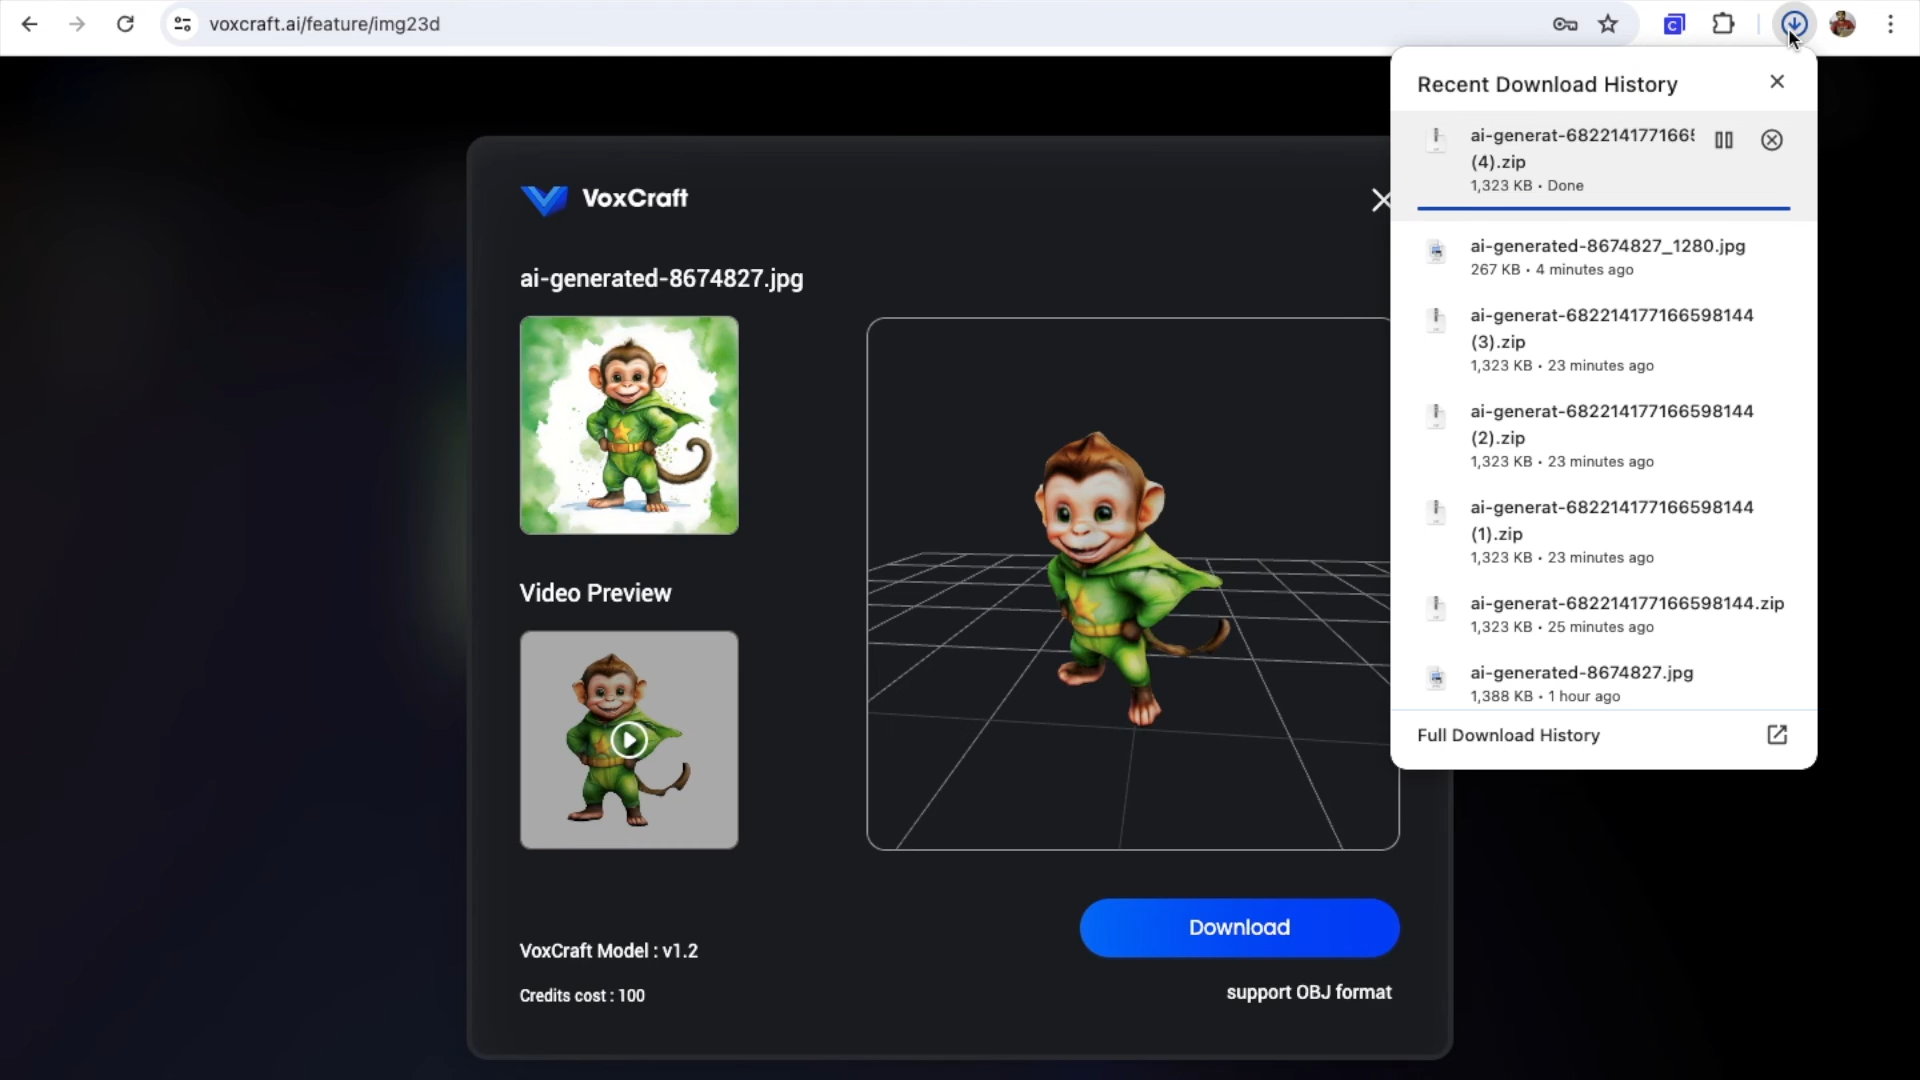 voxcraft.ai/feature/img23d
Recent Download History
ai-generat-682214177166
(4).zip
1,323 KB • Done
ai-generated-8674827_1280.jpg
267 KB • 4 minutes ago
ai-generat-682214177166598144
(3).zip
1,323 KB • 23 minutes ago
ai-generat-682214177166598144
(2).zip
1,323 KB • 23 minutes ago
ai-generat-682214177166598144
(1).zip
1,323 KB • 23 minutes ago
ai-generat-682214177166598144.zip
1,323 KB • 25 minutes ago
ai-generated-8674827.jpg
1,388 KB • 1 hour ago
Full Download History
VoxCraft
ai-generated-8674827.jpg
Video Preview
VoxCraft Model : v1.2
Credits cost : 100
Download
support OBJ format